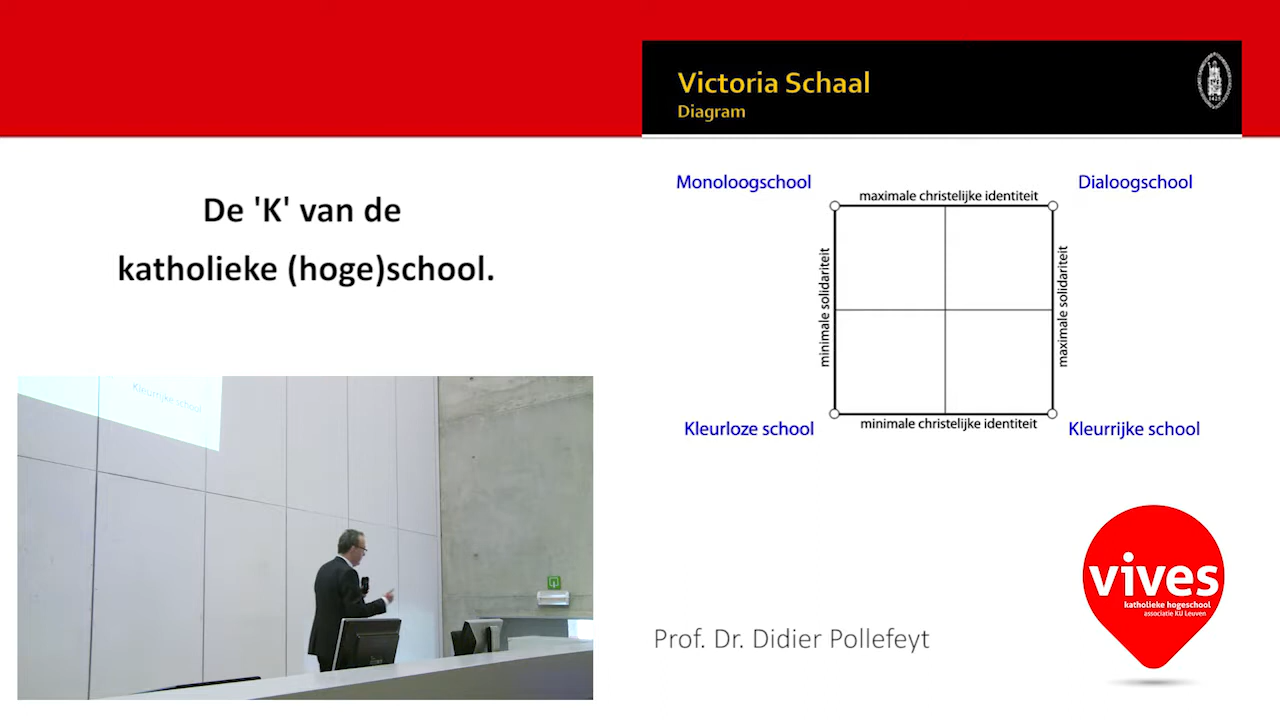 Victoria Schaal
Diagram
De 'K' van de
katholieke (hoge)school.
Monoloogschool
maximale christelijke identiteit
Dialoogschool
minimale solidariteit
maximale solidariteit
Kleurloze school
minimale christelijke identiteit
Kleurrijke school
Kleurrijke school
Prof. Dr. Didier Pollefeyt
vives
katholieke hogeschool
associatie KU Leuven
1425